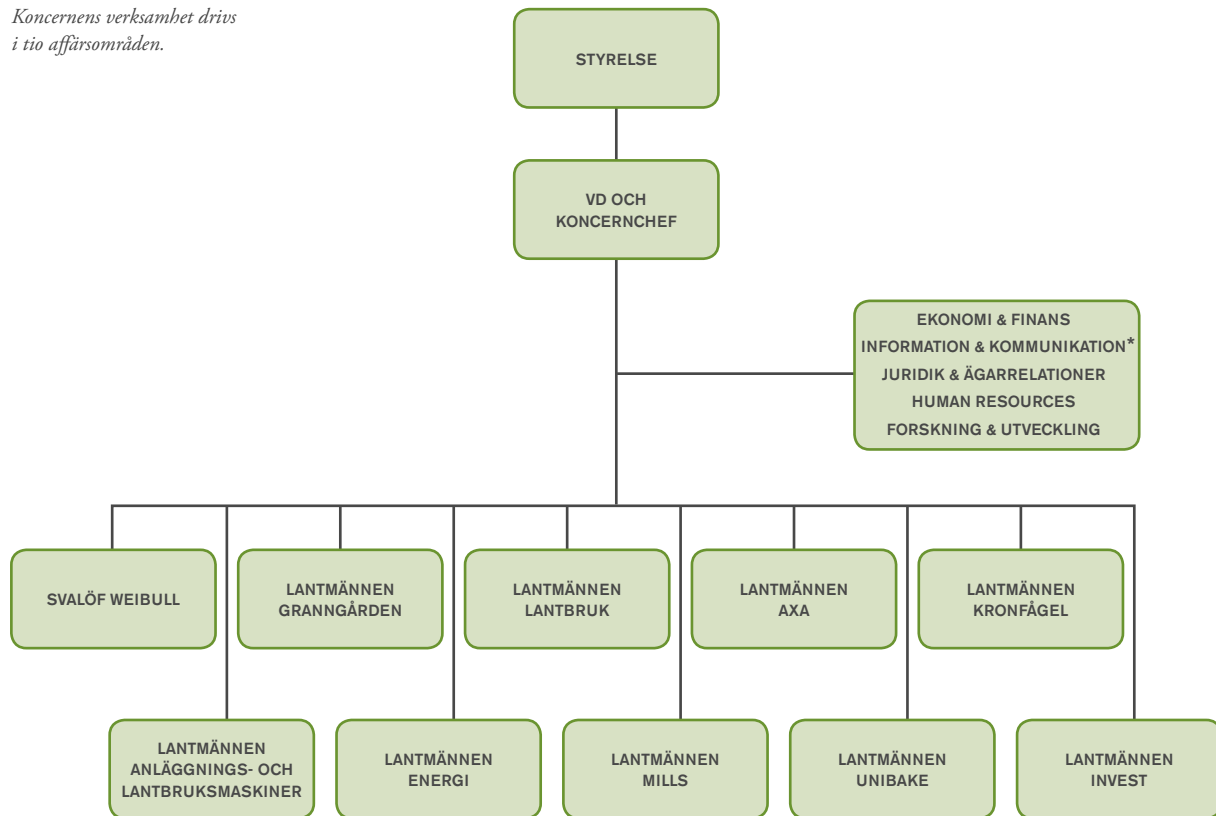 Koncernens verksamhet drivs
i tio affärsområden.
STYRELSE
VD OCH
KONCERNCHEF
EKONOMI & FINANS
INFORMATION & KOMMUNIKATION*
JURIDIK & ÄGARRELATIONER
HUMAN RESOURCES
FORSKNING & UTVECKLING
SVALÖF WEIBULL
LANTMÄNNEN
GRANNGÅRDEN
LANTMÄNNEN
LANTBRUK
LANTMÄNNEN
AXA
LANTMÄNNEN
KRONFÅGEL
LANTMÄNNEN
ANLÄGGNINGS- OCH
LANTBRUKSMASKINER
LANTMÄNNEN
ENERGI
LANTMÄNNEN
MILLS
LANTMÄNNEN
UNIBAKE
LANTMÄNNEN
INVEST